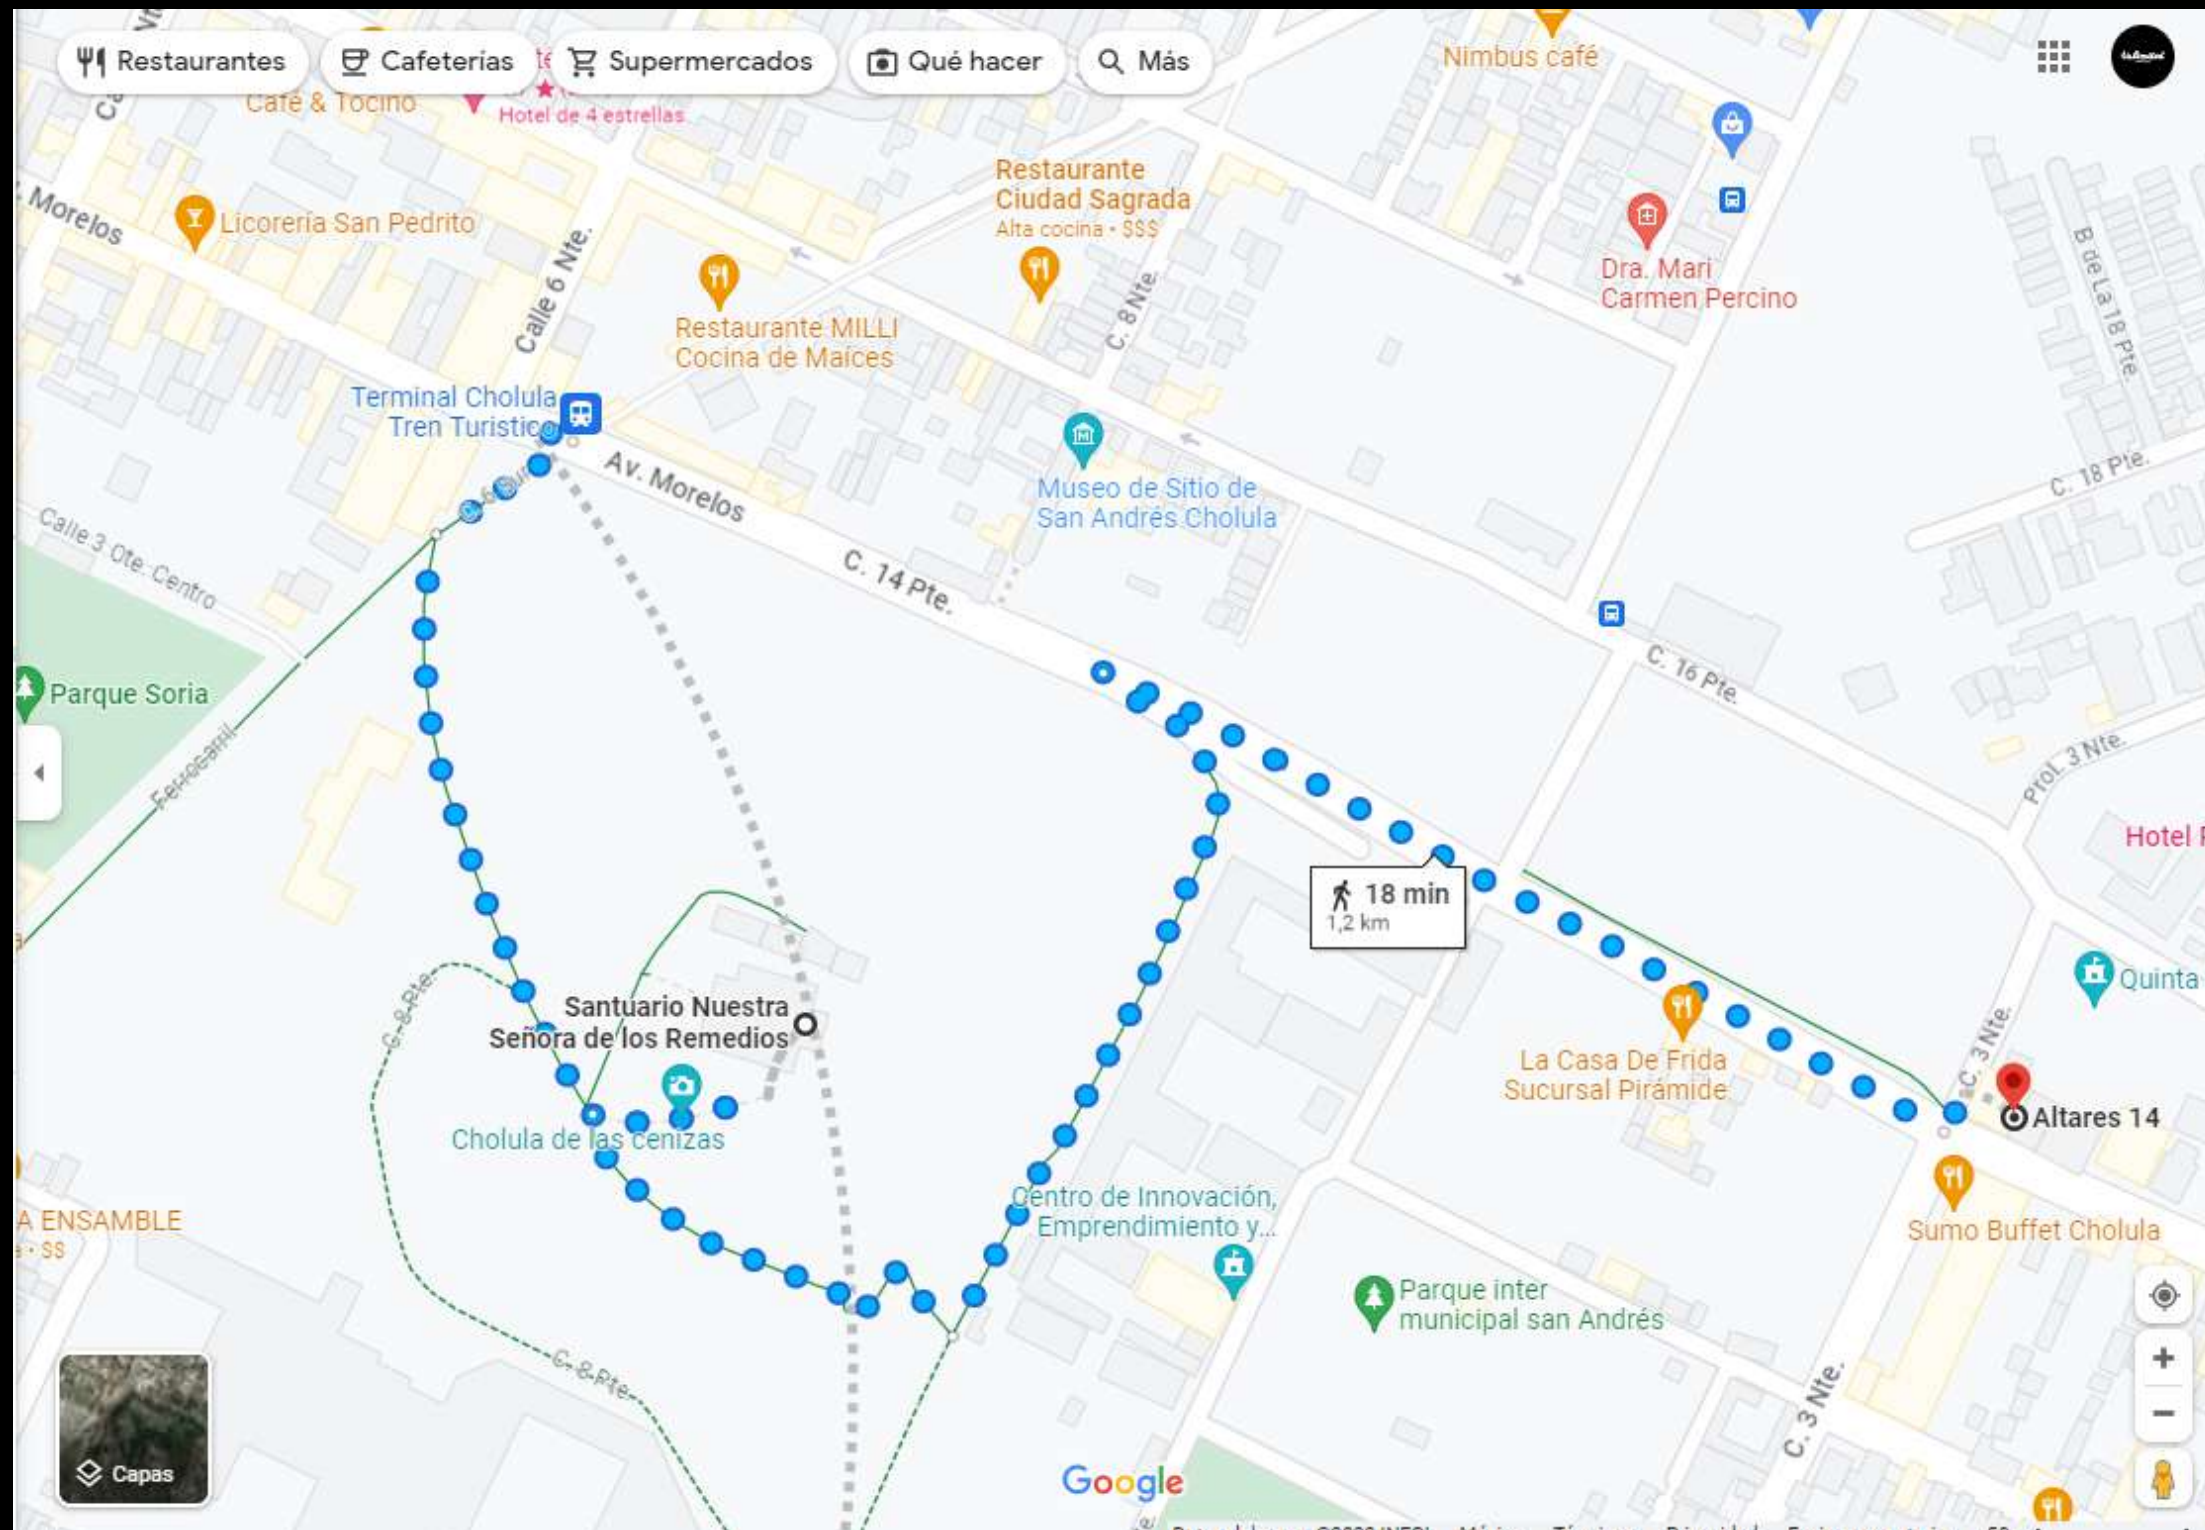 Restaurantes
Cafeterías
Supermercados
Qué hacer
Más
Café & Tocino
Hotel de 4 estrellas
Nimbus café
Morelos
Licorería San Pedrito
Calle 6 Nte.
Restaurante
Ciudad Sagrada
Alta cocina • $$$
C. 8 Nte.
Restaurante MILLI
Cocina de Maíces
Dra. Mari
Carmen Percino
B de La 18 Pte.
Terminal Cholula
Tren Turistico
6 Sur
Av. Morelos
Museo de Sitio de
San Andrés Cholula
C. 18 Pte.
Calle 3 Ote. Centro
C. 14 Pte.
C. 16 Pte.
Parque Soria
Ferrocarril
Prol. 3 Nte.
Hotel
18 min
1,2 km
Quinta
C. 8 Pte.
Santuario Nuestra
Señora de los Remedios
La Casa De Frida
Sucursal Pirámide
C. 3 Nte.
Altares 14
Cholula de las cenizas
Centro de Innovación,
Emprendimiento y...
A ENSAMBLE
• $$
Sumo Buffet Cholula
Parque inter
municipal san Andrés
C. 8 Pte.
C. 3 Nte.
Capas
Google